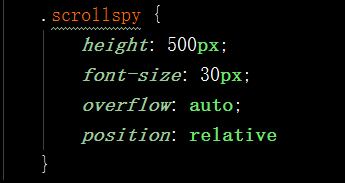 .scrollspy {
height: 500px;
font-size: 30px;
overflow: auto;
position: relative
}